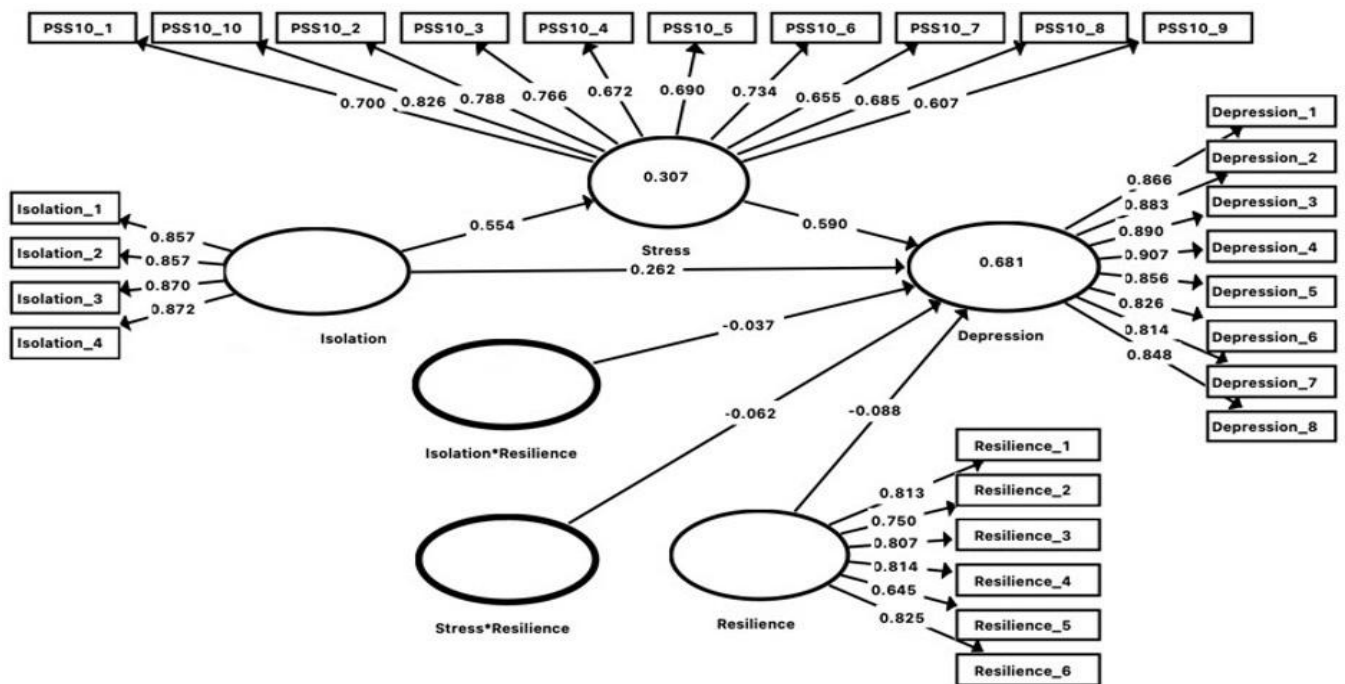 PSS10_1 PSS10_10 PSS10_2 PSS10_3 PSS10_4 PSS10_5 PSS10_6 PSS10_7 PSS10_8 PSS10_9
0.700 0.826 0.788 0.766 0.672 0.690 0.734 0.655 0.685 0.607
0.307
Stress
Isolation_1
Isolation_2
Isolation_3
Isolation_4
0.857
0.857
0.870
0.872
Isolation
0.554
0.590
0.262
-0.037
-0.062
-0.088
0.681
Depression
0.866
0.883
0.890
0.907
0.856
0.826
0.814
0.848
Depression_1
Depression_2
Depression_3
Depression_4
Depression_5
Depression_6
Depression_7
Depression_8
Isolation*Resilience
Stress*Resilience
Resilience
0.813
0.750
0.807
0.814
0.645
0.825
Resilience_1
Resilience_2
Resilience_3
Resilience_4
Resilience_5
Resilience_6